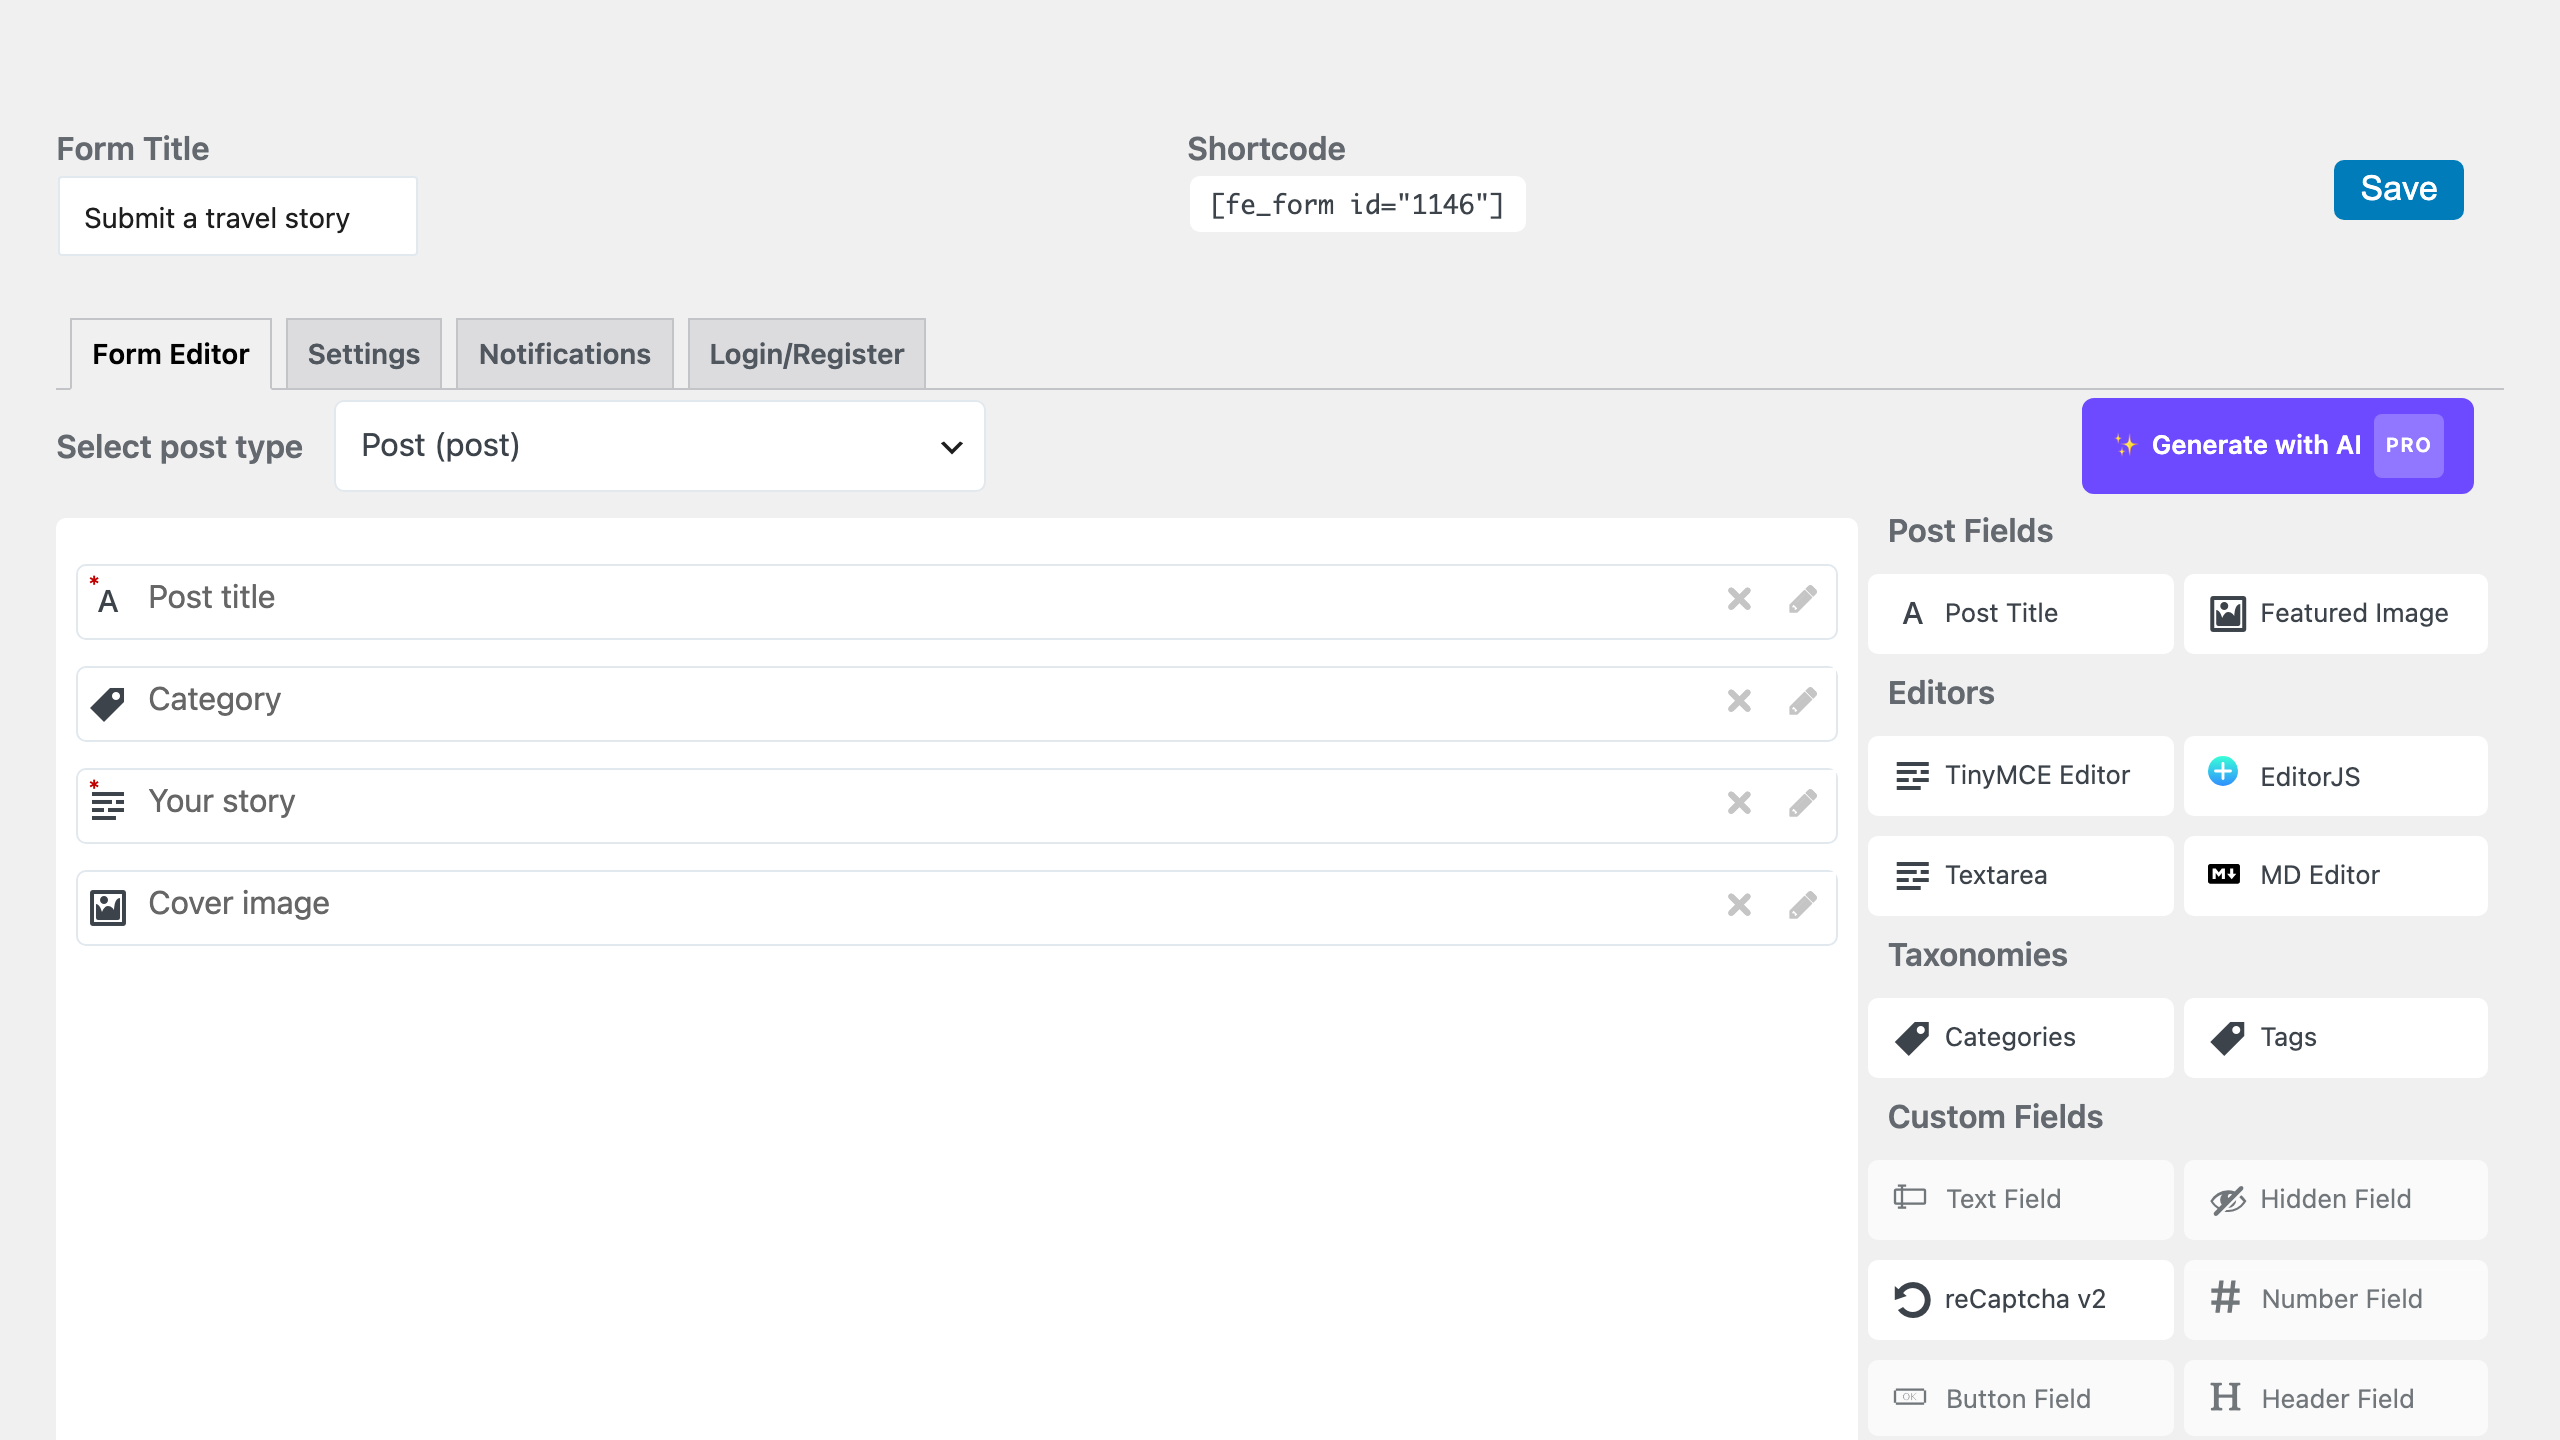 Form Title
Submit a travel story
Shortcode
[fe_form id="1146"]
Save
Form Editor
Settings
Notifications
Login/Register
Select post type
Post (post)
✨ Generate with AI PRO
* A Post title
Category
* Your story
Cover image
Post Fields
A Post Title
Featured Image
Editors
TinyMCE Editor
EditorJS
Textarea
M↓ MD Editor
Taxonomies
Categories
Tags
Custom Fields
Text Field
Hidden Field
reCaptcha v2
# Number Field
OK Button Field
H Header Field